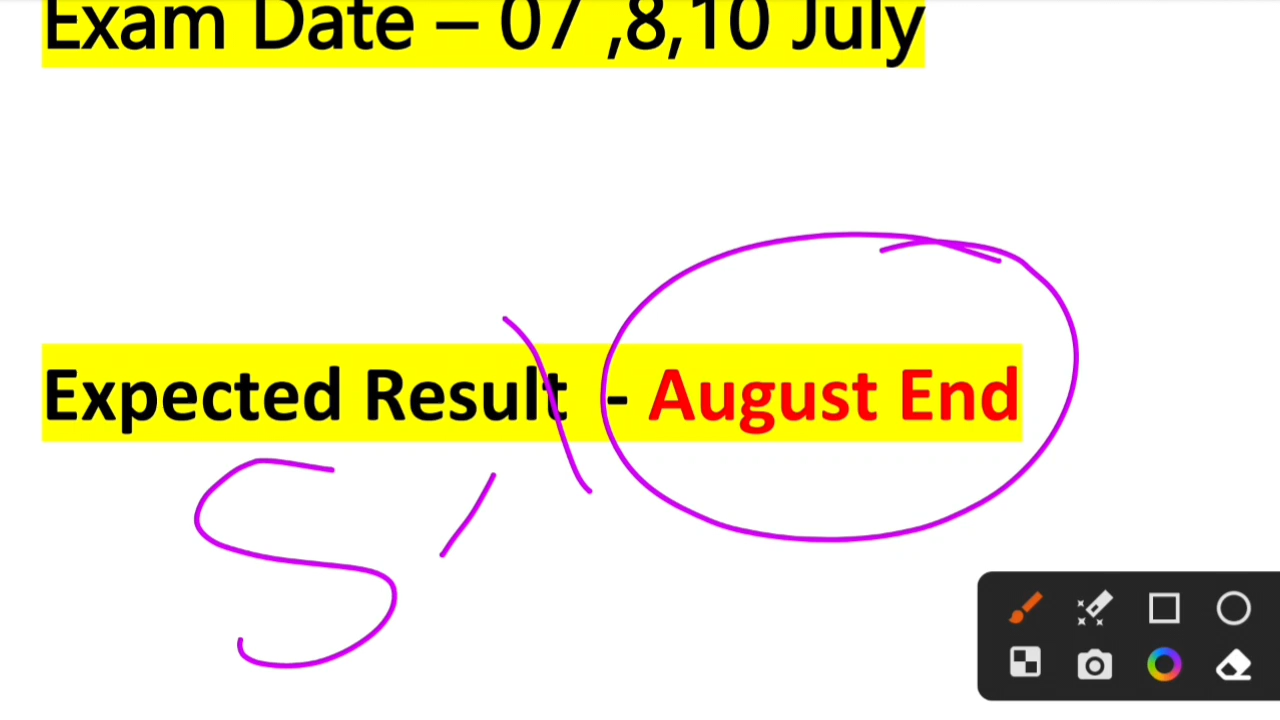 Exam Date – 07 ,8,10 July
Expected Result - August End
S